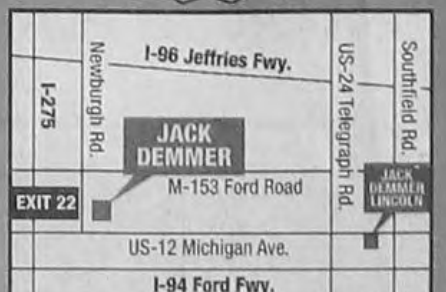 I-96 Jeffries Fwy.
I-275
Newburgh Rd.
US-24 Telegraph Rd.
Southfield Rd.
JACK
DEMMER
M-153 Ford Road
JACK
DEMMER
LINCOLN
EXIT 22
US-12 Michigan Ave.
I-94 Ford Fwy.